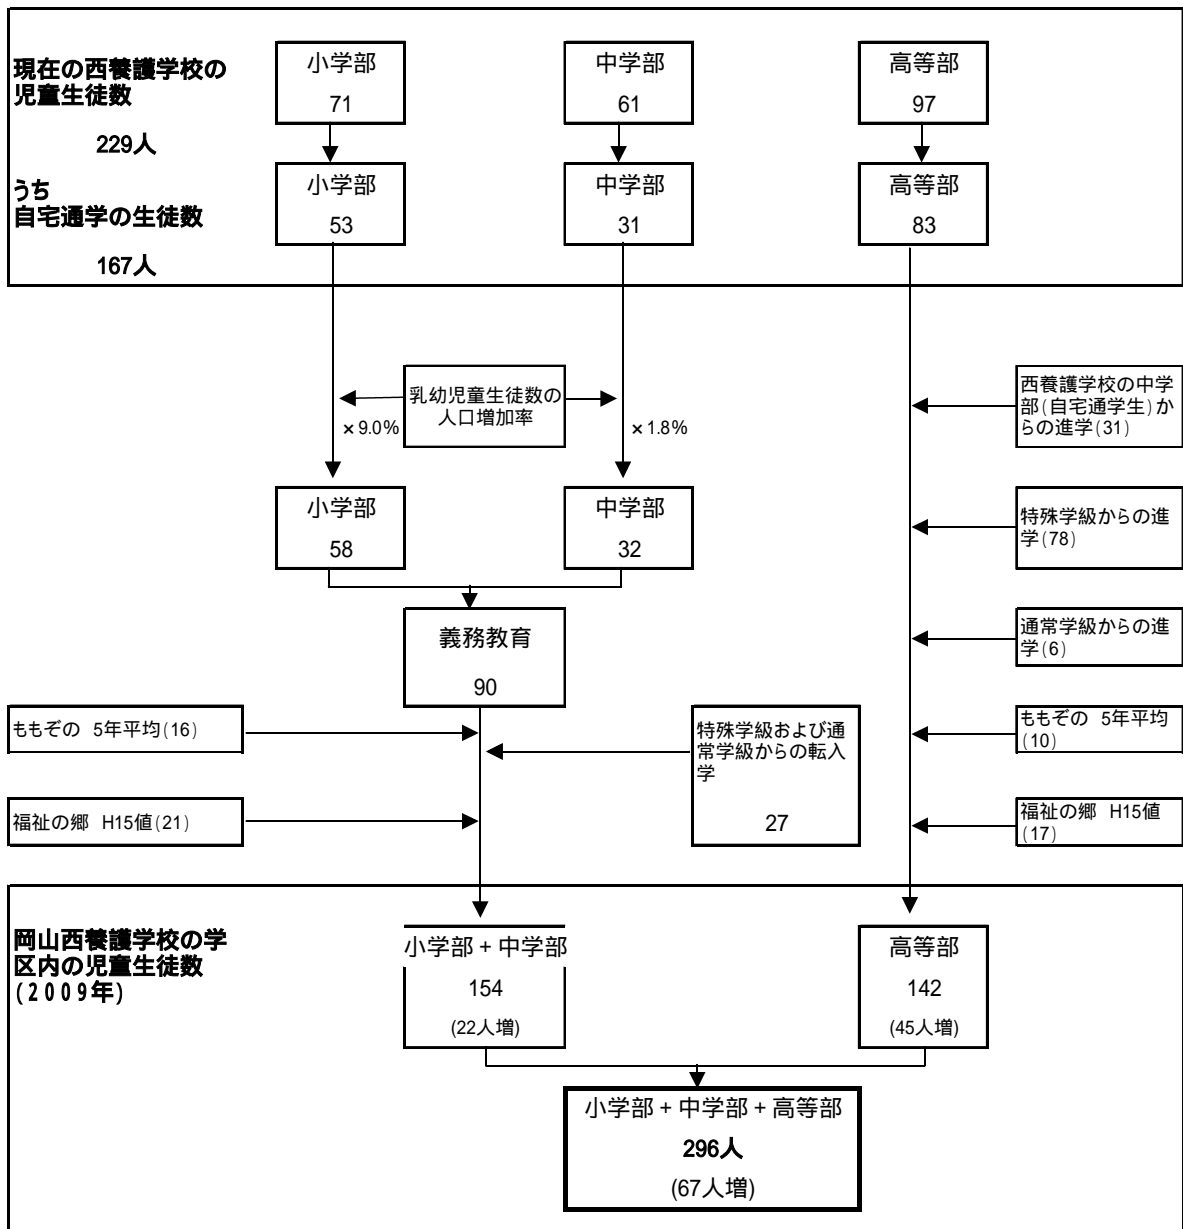 現在の西養護学校の
児童生徒数
229人
小学部
71
中学部
61
高等部
97
うち
自宅通学の生徒数
167人
小学部
53
中学部
31
高等部
83
乳幼児童生徒数の
人口増加率
×9.0%
×1.8%
西養護学校の中学
部(自宅通学生)か
らの進学(31)
小学部
58
中学部
32
特殊学級からの進
学(78)
義務教育
90
通常学級からの進
学(6)
ももぞの 5年平均(16)
特殊学級および通
常学級からの転入
学
27
ももぞの 5年平均
(10)
福祉の郷 H15値(21)
福祉の郷 H15値
(17)
岡山西養護学校の学
区内の児童生徒数
(2009年)
小学部+中学部
154
(22人増)
高等部
142
(45人増)
小学部+中学部+高等部
296人
(67人増)